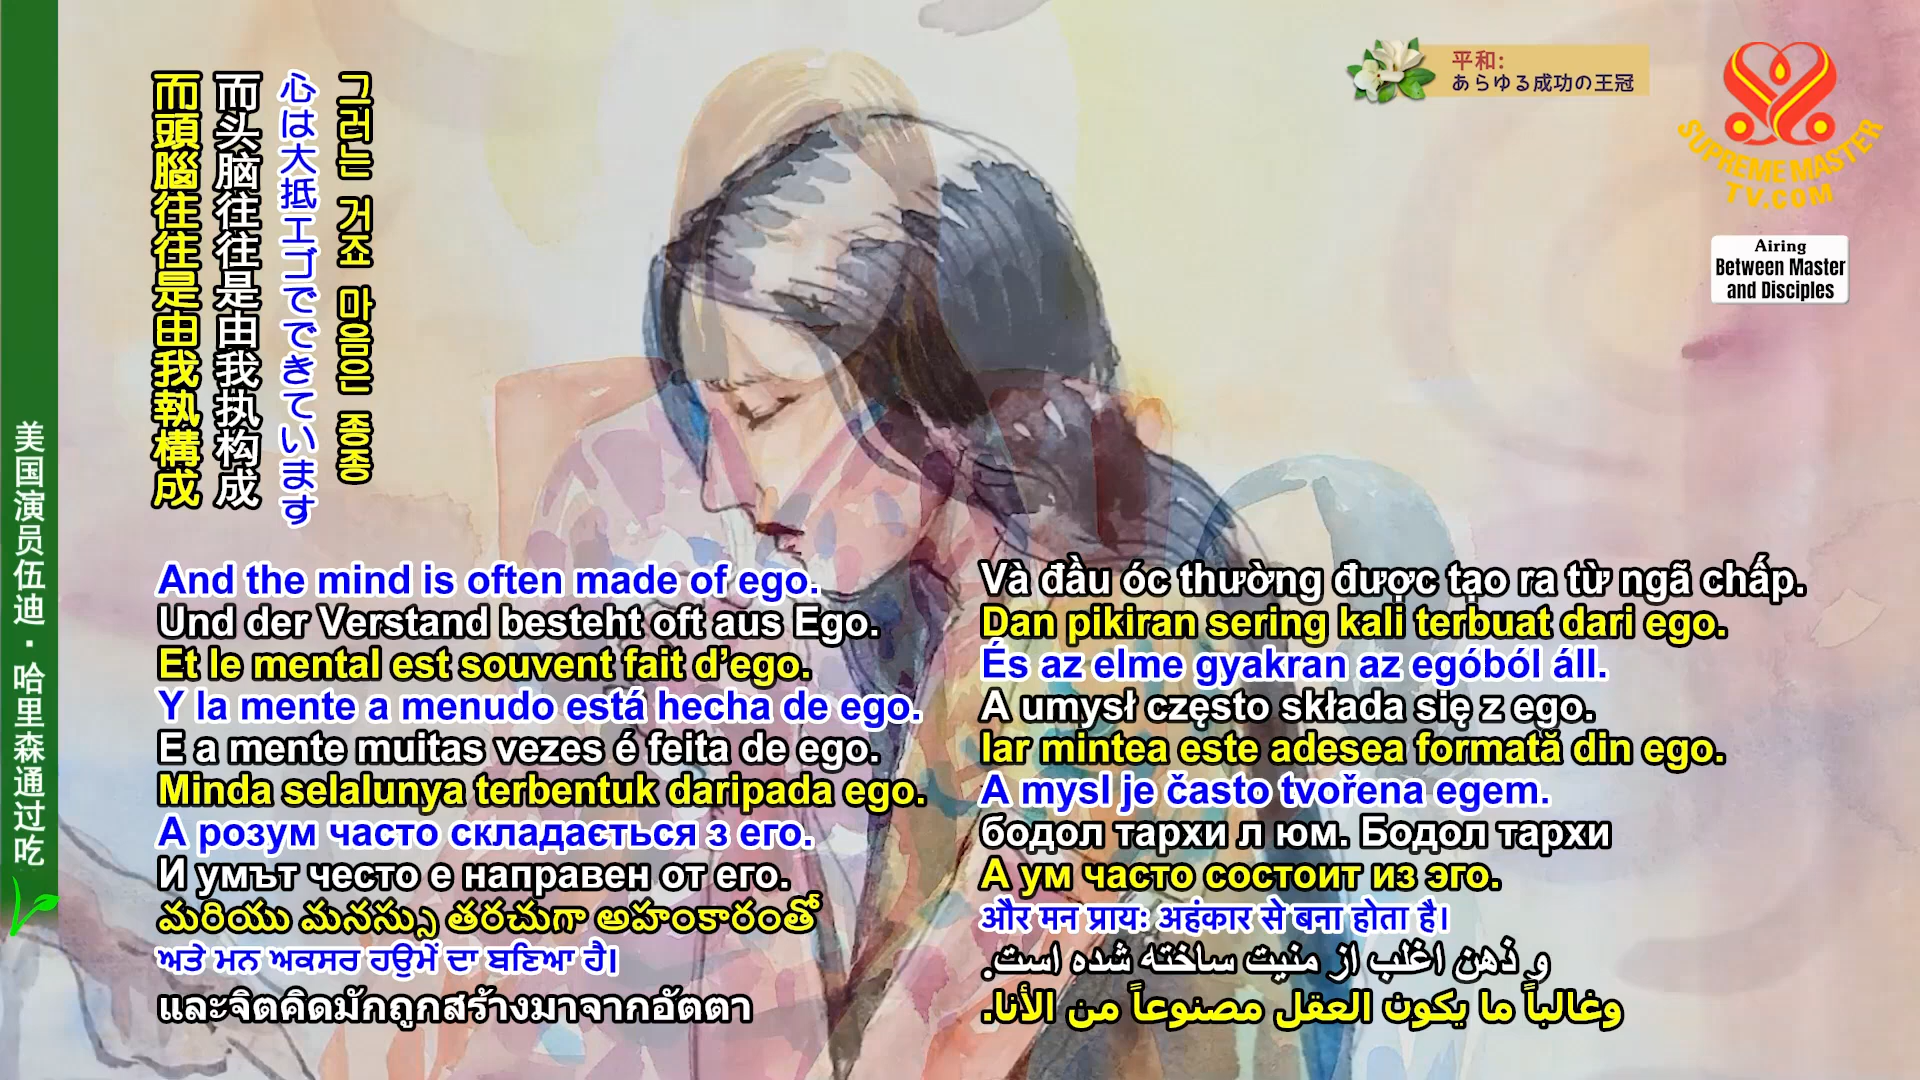 而頭腦往往是由我執構成
而头脑往往是由我执构成
心は大抵エゴでできています
그러는 거죠 마음은 종종
平和:
あらゆる成功の王冠
SUPREME MASTER
TV.COM
Airing
Between Master
and Disciples
美国演员伍迪·哈里森通过吃
And the mind is often made of ego.
Und der Verstand besteht oft aus Ego.
Et le mental est souvent fait d’ego.
Y la mente a menudo está hecha de ego.
E a mente muitas vezes é feita de ego.
Minda selalunya terbentuk daripada ego.
А розум часто складається з его.
И умът често е направен от его.
మరియు మనస్సు తరచుగా అహంకారంతో
ਅਤੇ ਮਨ ਅਕਸਰ ਹਉਮੈਂ ਦਾ ਬਣਿਆ ਹੈ।
และจิตคิดมักถูกสร้างมาจากอัตตา
Và đầu óc thường được tạo ra từ ngã chấp.
Dan pikiran sering kali terbuat dari ego.
És az elme gyakran az egóból áll.
A umysł często składa się z ego.
Iar mintea este adesea formată din ego.
A mysl je často tvořena egem.
бодол тархи л юм. Бодол тархи
А ум часто состоит из эго.
और मन प्रायः अहंकार से बना होता है।
و ذهن اغلب از منیت ساخته شده است.
وغالباً ما يكون العقل مصنوعاً من الأنا.